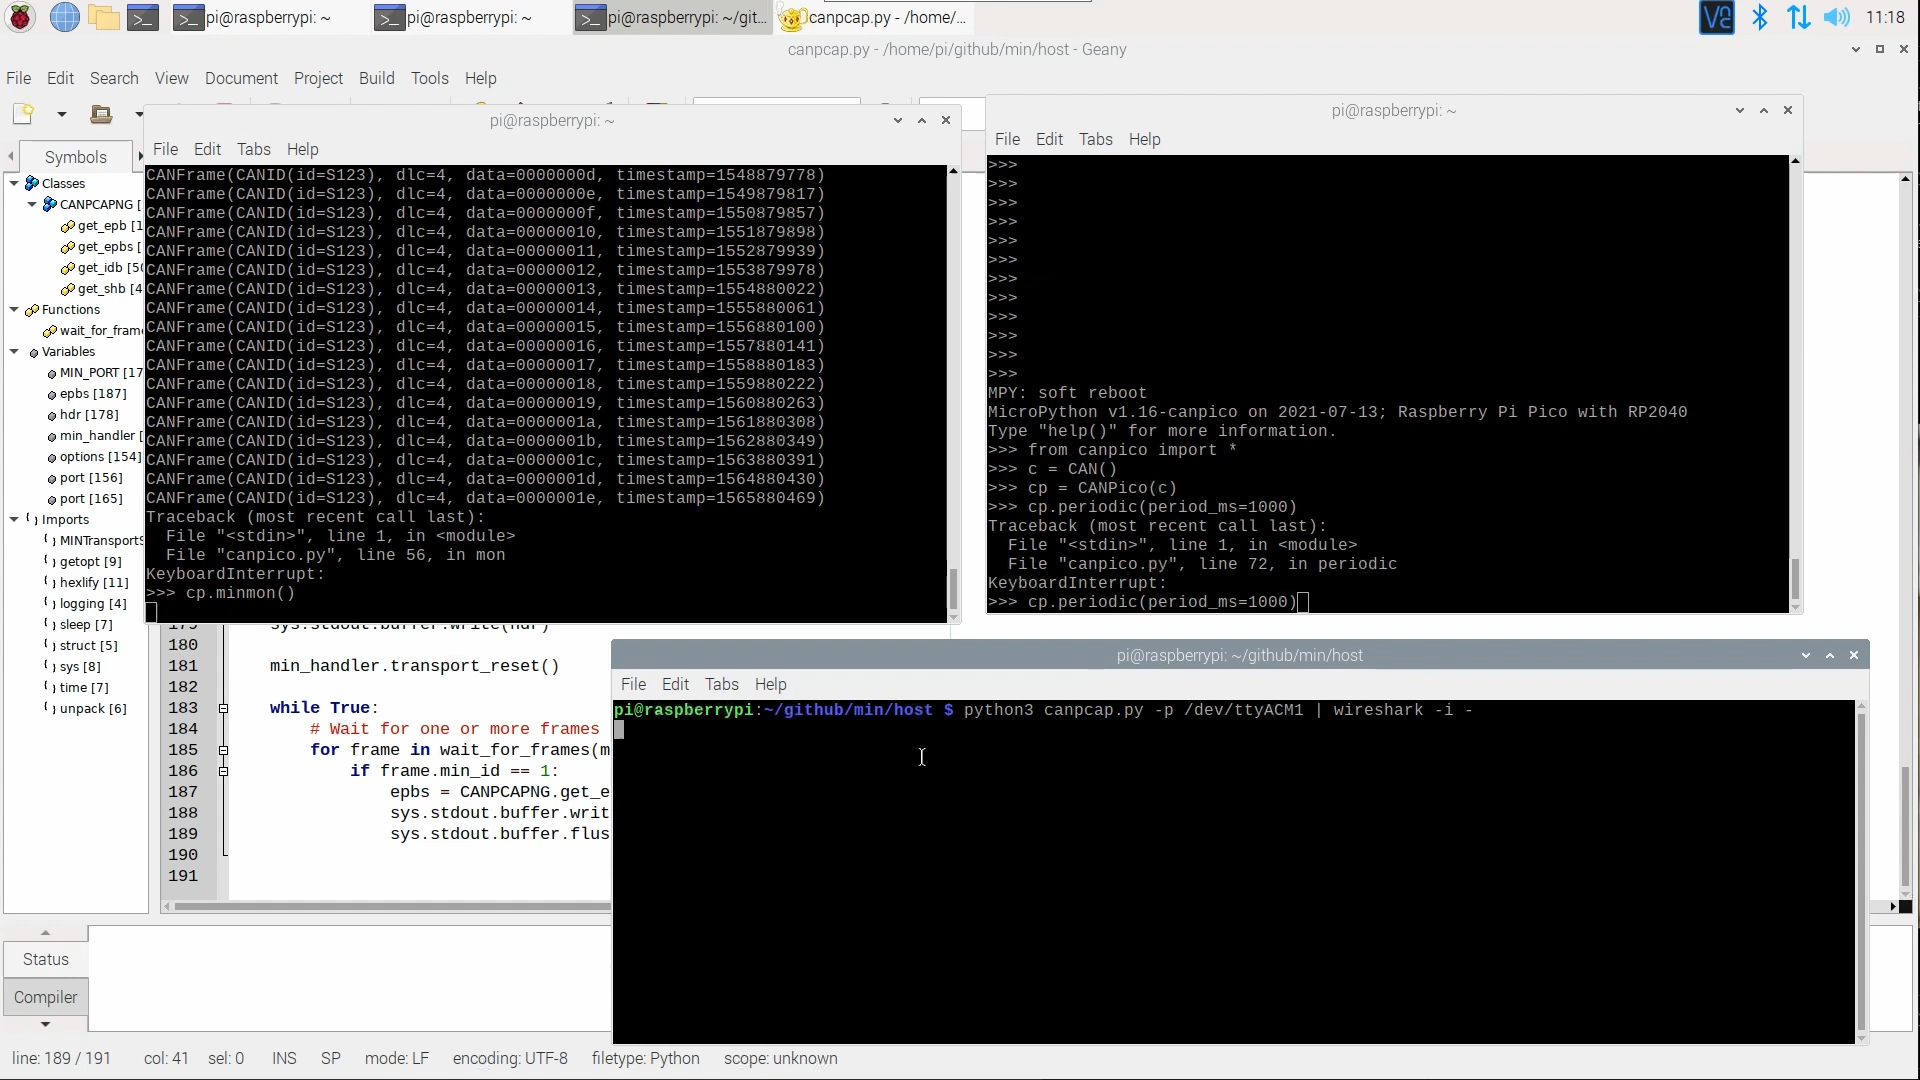 pi@raspberrypi: ~
pi@raspberrypi: ~
pi@raspberrypi: ~/git...
canpcap.py - /home/...
11:18
canpcap.py - /home/pi/github/min/host - Geany
File Edit Search View Document Project Build Tools Help
Symbols
Classes
CANPCAPNG [
get_epb [1
get_epbs [
get_idb [50
get_shb [4
Functions
wait_for_fram
Variables
MIN_PORT [17
epbs [187]
hdr [178]
min_handler [
options [154]
port [156]
port [165]
Imports
MINTransportS
getopt [9]
hexlify [11]
logging [4]
sleep [7]
struct [5]
sys [8]
time [7]
unpack [6]
pi@raspberrypi: ~
File Edit Tabs Help
CANFrame(CANID(id=S123), dlc=4, data=0000000d, timestamp=1548879778)
CANFrame(CANID(id=S123), dlc=4, data=0000000e, timestamp=1549879817)
CANFrame(CANID(id=S123), dlc=4, data=0000000f, timestamp=1550879857)
CANFrame(CANID(id=S123), dlc=4, data=00000010, timestamp=1551879898)
CANFrame(CANID(id=S123), dlc=4, data=00000011, timestamp=1552879939)
CANFrame(CANID(id=S123), dlc=4, data=00000012, timestamp=1553879978)
CANFrame(CANID(id=S123), dlc=4, data=00000013, timestamp=1554880022)
CANFrame(CANID(id=S123), dlc=4, data=00000014, timestamp=1555880061)
CANFrame(CANID(id=S123), dlc=4, data=00000015, timestamp=1556880100)
CANFrame(CANID(id=S123), dlc=4, data=00000016, timestamp=1557880141)
CANFrame(CANID(id=S123), dlc=4, data=00000017, timestamp=1558880183)
CANFrame(CANID(id=S123), dlc=4, data=00000018, timestamp=1559880222)
CANFrame(CANID(id=S123), dlc=4, data=00000019, timestamp=1560880263)
CANFrame(CANID(id=S123), dlc=4, data=0000001a, timestamp=1561880308)
CANFrame(CANID(id=S123), dlc=4, data=0000001b, timestamp=1562880349)
CANFrame(CANID(id=S123), dlc=4, data=0000001c, timestamp=1563880391)
CANFrame(CANID(id=S123), dlc=4, data=0000001d, timestamp=1564880430)
CANFrame(CANID(id=S123), dlc=4, data=0000001e, timestamp=1565880469)
Traceback (most recent call last):
File "<stdin>", line 1, in <module>
File "canpico.py", line 56, in mon
KeyboardInterrupt:
>>> cp.minmon()
pi@raspberrypi: ~
File Edit Tabs Help
>>>
>>>
>>>
>>>
>>>
>>>
>>>
>>>
>>>
>>>
>>>
>>>
MPY: soft reboot
MicroPython v1.16-canpico on 2021-07-13; Raspberry Pi Pico with RP2040
Type "help()" for more information.
>>> from canpico import *
>>> c = CAN()
>>> cp = CANPico(c)
>>> cp.periodic(period_ms=1000)
Traceback (most recent call last):
File "<stdin>", line 1, in <module>
File "canpico.py", line 72, in periodic
KeyboardInterrupt:
>>> cp.periodic(period_ms=1000)
179 sys.stdout.buffer.write(hdr)
180
181 min_handler.transport_reset()
182
183 while True:
184 # Wait for one or more frames
185 for frame in wait_for_frames(m
186 if frame.min_id == 1:
187 epbs = CANPCAPNG.get_e
188 sys.stdout.buffer.writ
189 sys.stdout.buffer.flus
190
191
pi@raspberrypi: ~/github/min/host
File Edit Tabs Help
pi@raspberrypi:~/github/min/host $ python3 canpcap.py -p /dev/ttyACM1 | wireshark -i -
Status
Compiler
line: 189 / 191 col: 41 sel: 0 INS SP mode: LF encoding: UTF-8 filetype: Python scope: unknown